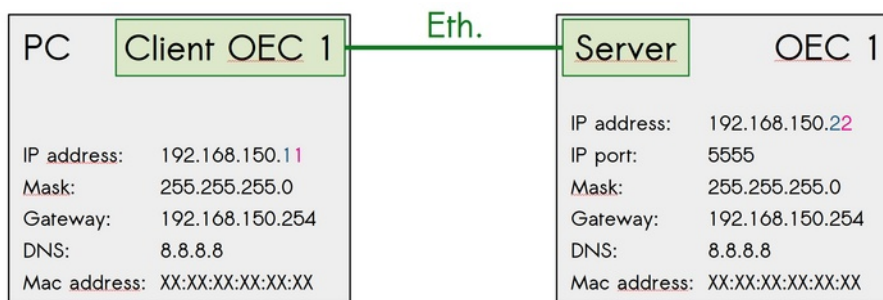 PC Client OEC 1
IP address: 192.168.150.11
Mask: 255.255.255.0
Gateway: 192.168.150.254
DNS: 8.8.8.8
Mac address: XX:XX:XX:XX:XX:XX
Eth.
Server OEC 1
IP address: 192.168.150.22
IP port: 5555
Mask: 255.255.255.0
Gateway: 192.168.150.254
DNS: 8.8.8.8
Mac address: XX:XX:XX:XX:XX:XX